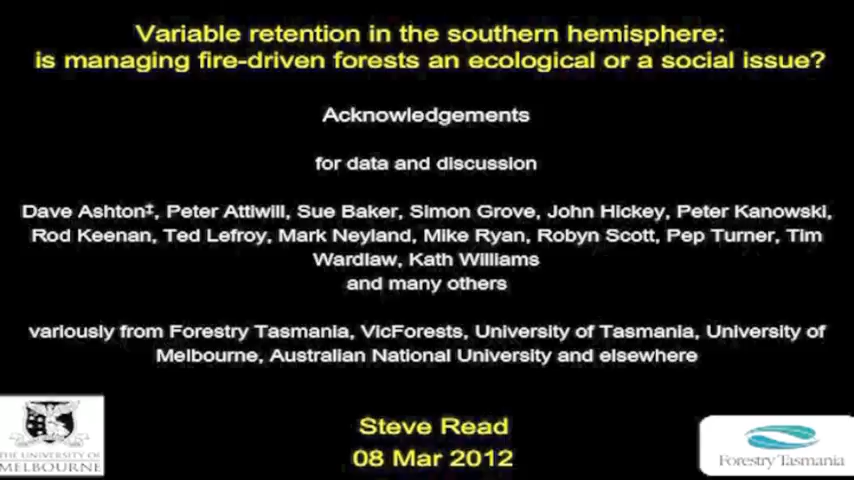 Variable retention in the southern hemisphere:
is managing fire-driven forests an ecological or a social issue?
Acknowledgements
for data and discussion
Dave Ashton‡, Peter Attiwill, Sue Baker, Simon Grove, John Hickey, Peter Kanowski,
Rod Keenan, Ted Lefroy, Mark Neyland, Mike Ryan, Robyn Scott, Pep Turner, Tim
Wardlaw, Kath Williams
and many others
variously from Forestry Tasmania, VicForests, University of Tasmania, University of
Melbourne, Australian National University and elsewhere
Steve Read
08 Mar 2012
THE UNIVERSITY OF
MELBOURNE
Forestry Tasmania